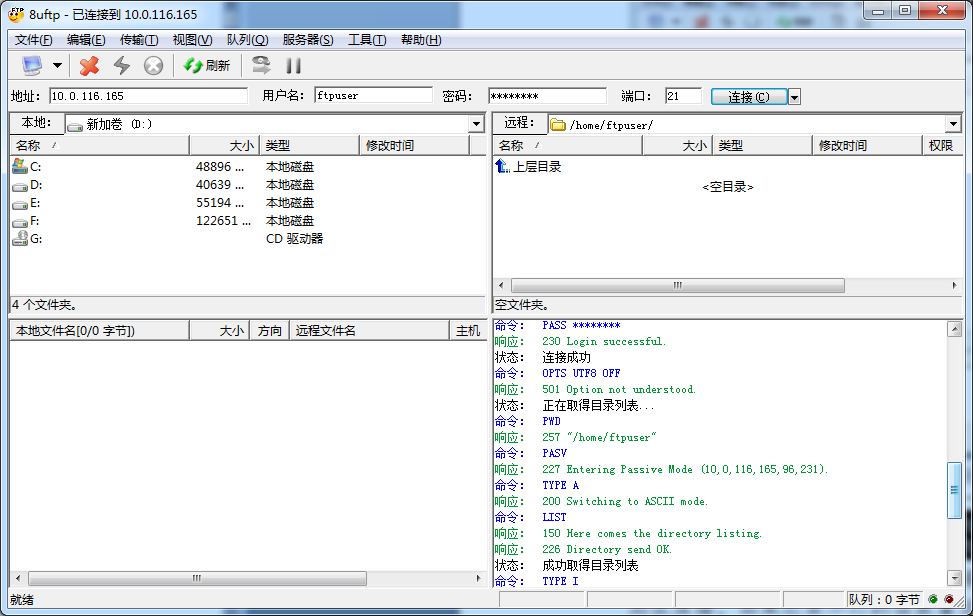 8uftp - 已连接到 10.0.116.165
文件(F) 编辑(E) 传输(T) 视图(V) 队列(Q) 服务器(S) 工具(T) 帮助(H)
刷新
地址: 10.0.116.165 用户名: ftpuser 密码: ******** 端口: 21 连接(C)
本地: 新加卷 (D:)
名称 大小 类型 修改时间
C: 48896 ... 本地磁盘
D: 40639 ... 本地磁盘
E: 55194 ... 本地磁盘
F: 122651 ... 本地磁盘
G: CD 驱动器
4 个文件夹。
远程: /home/ftpuser/
名称 大小 类型 修改时间 权限
上层目录
<空目录>
空文件夹。
本地文件名[0/0 字节]) 大小 方向 远程文件名 主机
命令: PASS ********
响应: 230 Login successful.
状态: 连接成功
命令: OPTS UTF8 OFF
响应: 501 Option not understood.
状态: 正在取得目录列表...
命令: PWD
响应: 257 "/home/ftpuser"
命令: PASV
响应: 227 Entering Passive Mode (10,0,116,165,96,231).
命令: TYPE A
响应: 200 Switching to ASCII mode.
命令: LIST
响应: 150 Here comes the directory listing.
响应: 226 Directory send OK.
状态: 成功取得目录列表
命令: TYPE I
就绪 队列: 0 字节